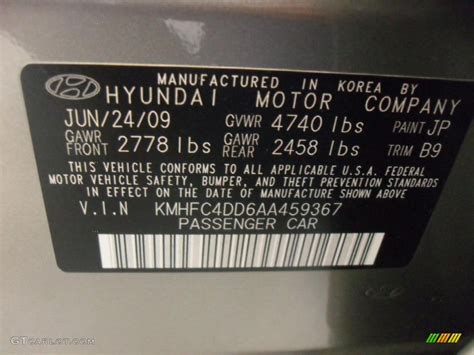 MANUFACTURED IN KOREA BY
HYUNDAI MOTOR COMPANY
JUN/24/09 GVWR 4740 lbs PAINT JP
GAWR FRONT 2778 lbs GAWR REAR 2458 lbs TRIM B9
THIS VEHICLE CONFORMS TO ALL APPLICABLE U.S.A. FEDERAL
MOTOR VEHICLE SAFETY, BUMPER, AND THEFT PREVENTION STANDARDS
IN EFFECT ON THE DATE OF MANUFACTURE SHOWN ABOVE.
V.I.N KMHFC4DD6AA459367
PASSENGER CAR
GTCARLOT.COM